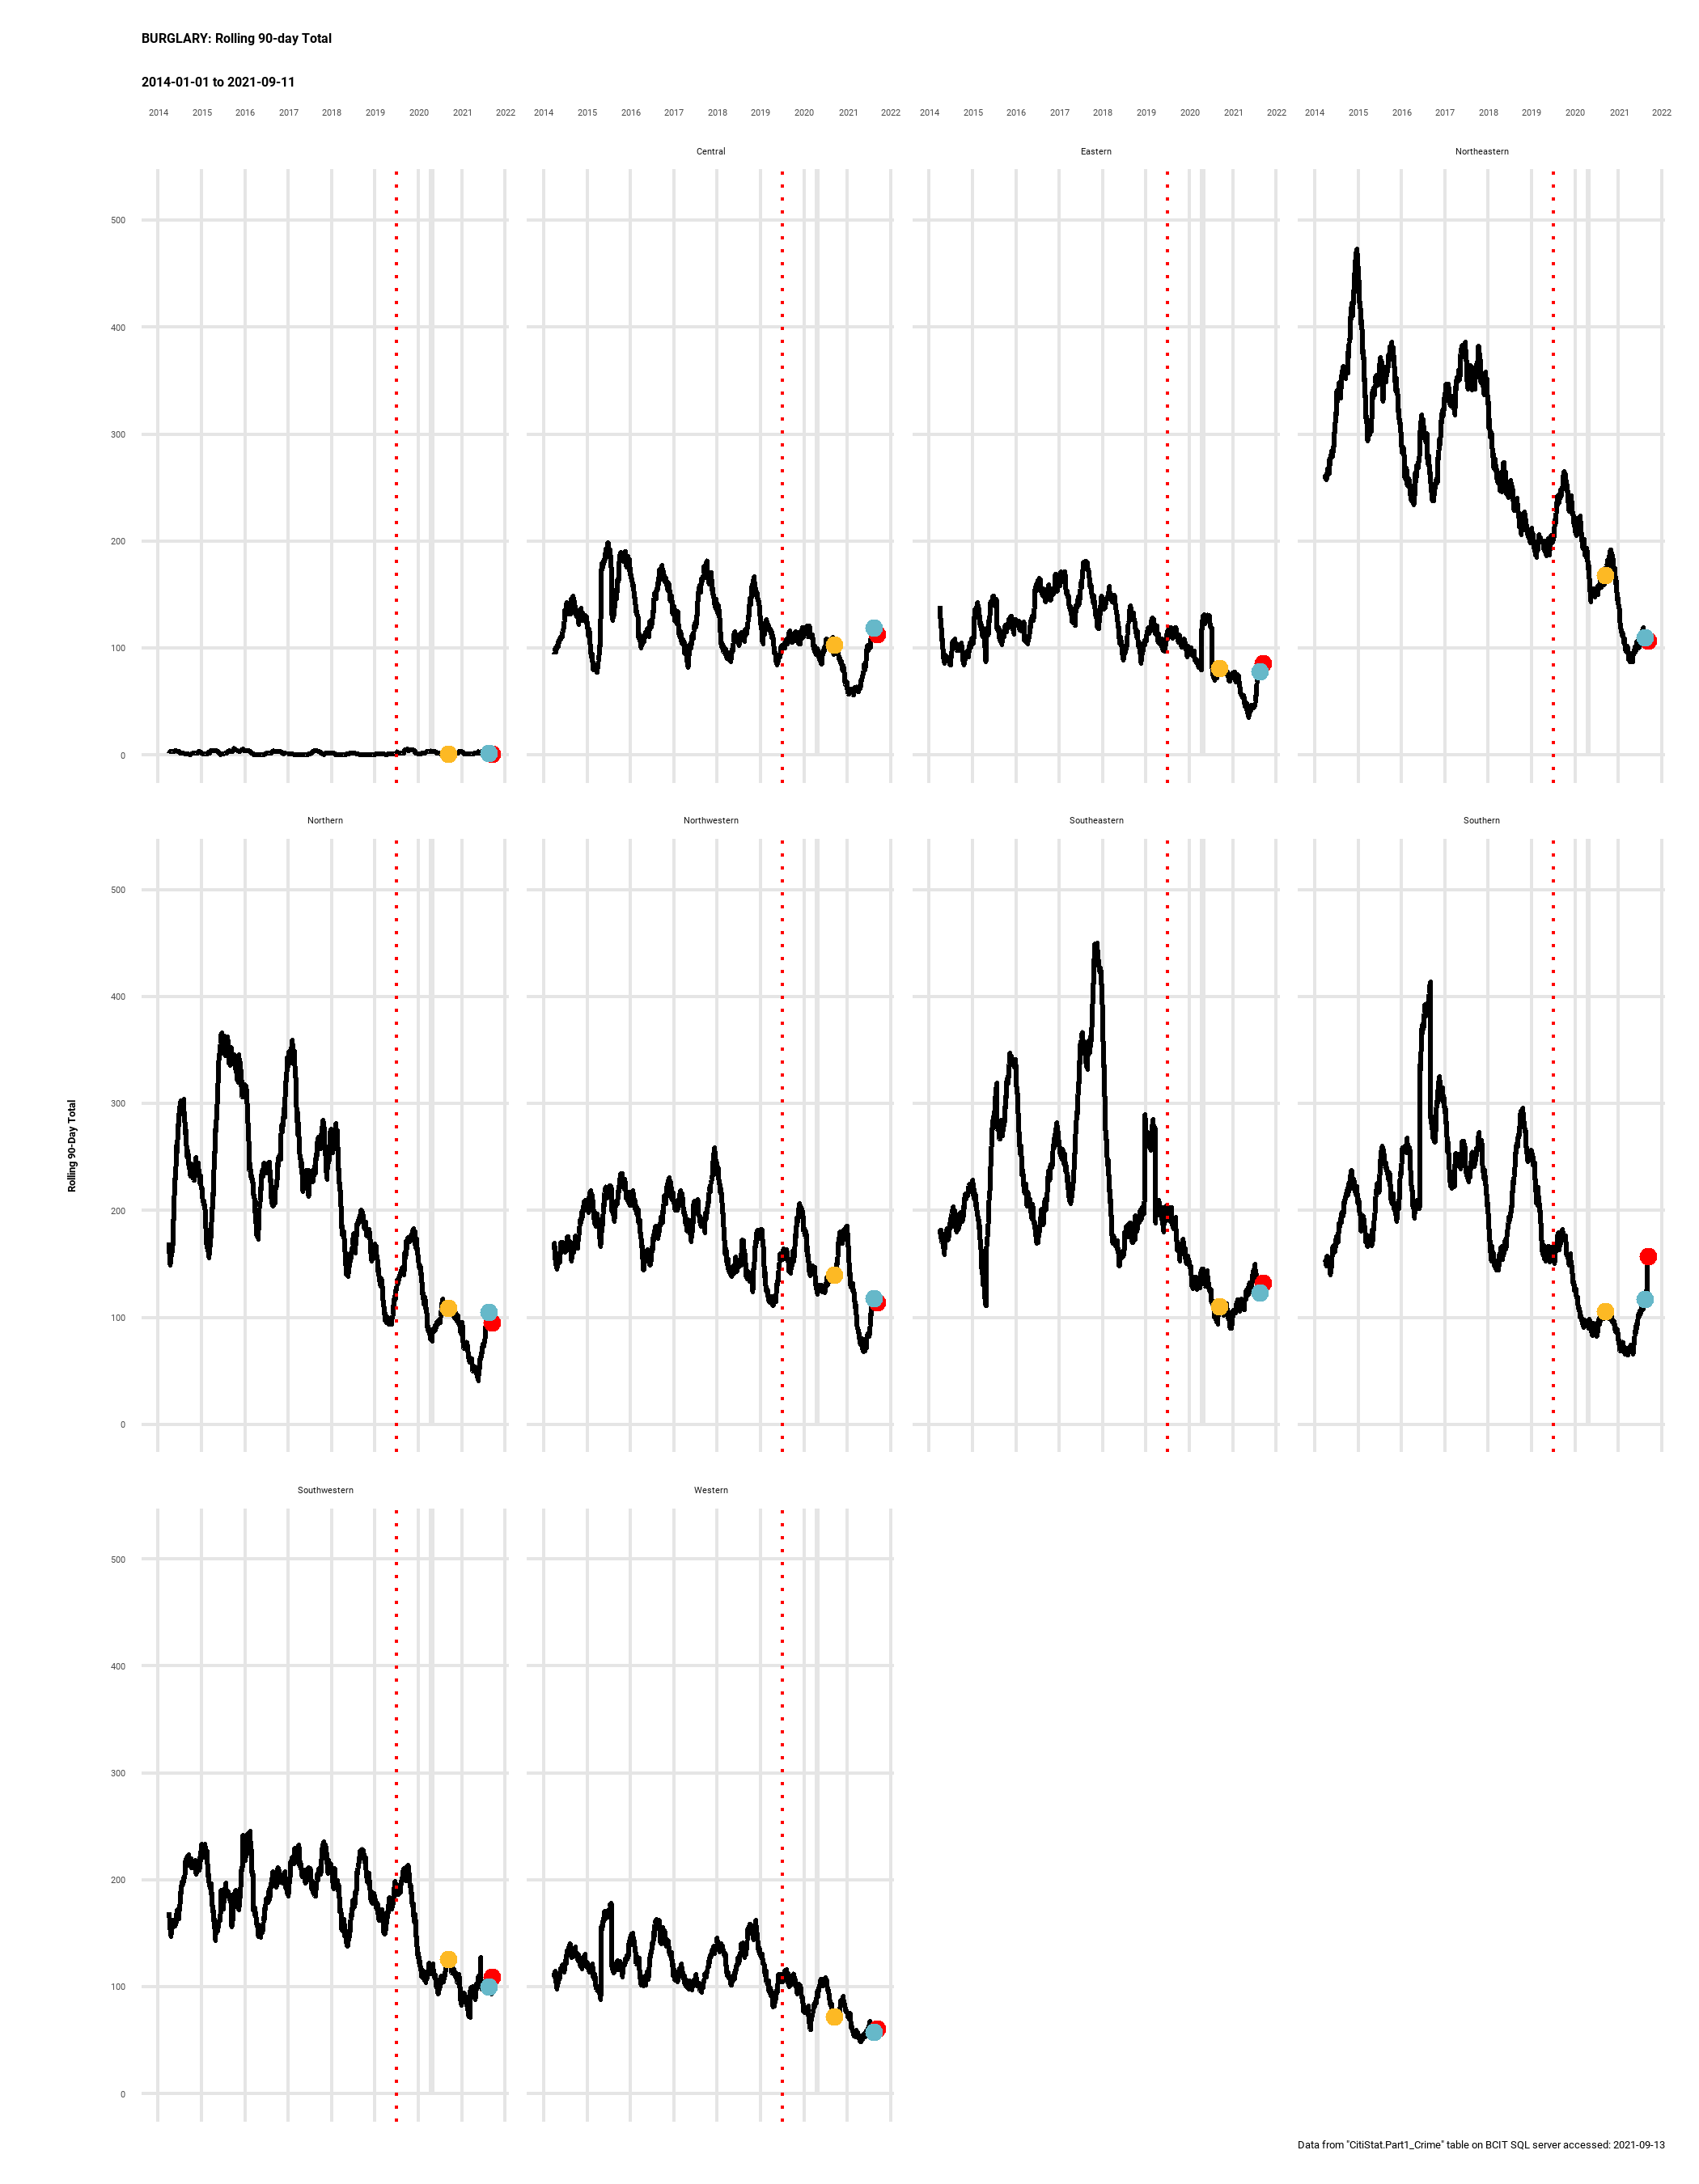 BURGLARY: Rolling 90-day Total
2014-01-01 to 2021-09-11
2014 2015 2016 2017 2018 2019 2020 2021 2022 2014 2015 2016 2017 2018 2019 2020 2021 2022 2014 2015 2016 2017 2018 2019 2020 2021 2022 2014 2015 2016 2017 2018 2019 2020 2021 2022
Central Eastern Northeastern
500
400
300
200
100
0
Northern Northwestern Southeastern Southern
500
400
300
200
100
0
Rolling 90-Day Total
Southwestern Western
500
400
300
200
100
0
Data from "CitiStat.Part1_Crime" table on BCIT SQL server accessed: 2021-09-13